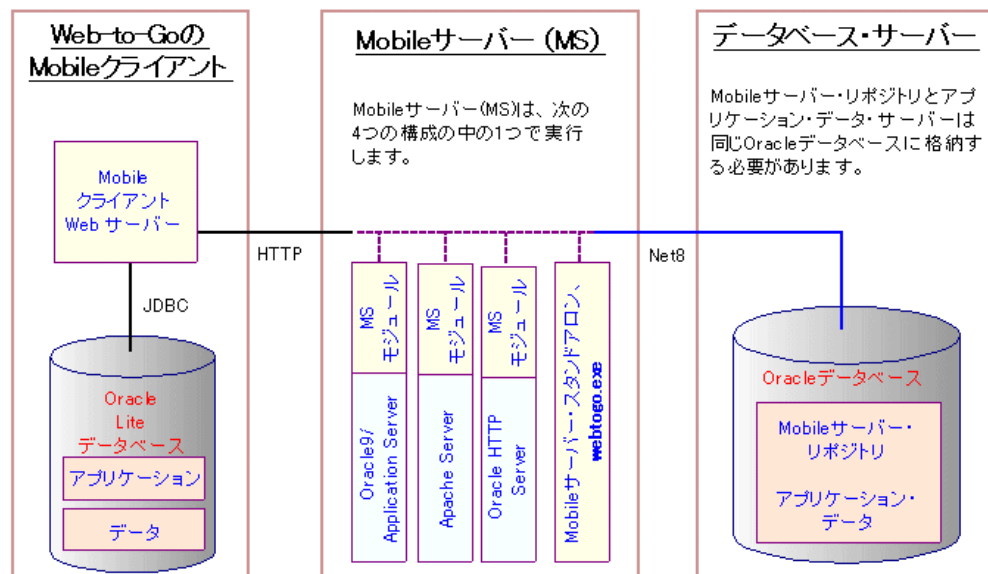 Web-to-Goの
Mobileクライアント
Mobile
クライアント
Web サーバー
HTTP
JDBC
Oracle
Lite
データベース
アプリケーション
データ
Mobileサーバー (MS)
Mobileサーバー(MS)は、次の
4つの構成の中の1つで実行
します。
MS
モジュール
Oracle9i
Application Server
MS
モジュール
Apache Server
MS
モジュール
Oracle HTTP
Server
Mobileサーバー・スタンドアロン、
webtogo.exe
Net8
データベース・サーバー
Mobileサーバー・リポジトリとアプ
リケーション・データ・サーバーは
同じOracleデータベースに格納す
る必要があります。
Oracleデータベース
Mobileサーバー・
リポジトリ
アプリケーション・
データ